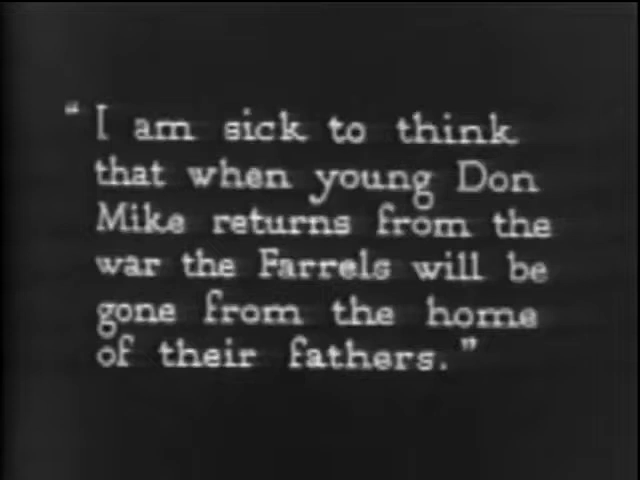 "I am sick to think
that when young Don
Mike returns from the
war the Farrels will be
gone from the home
of their fathers."